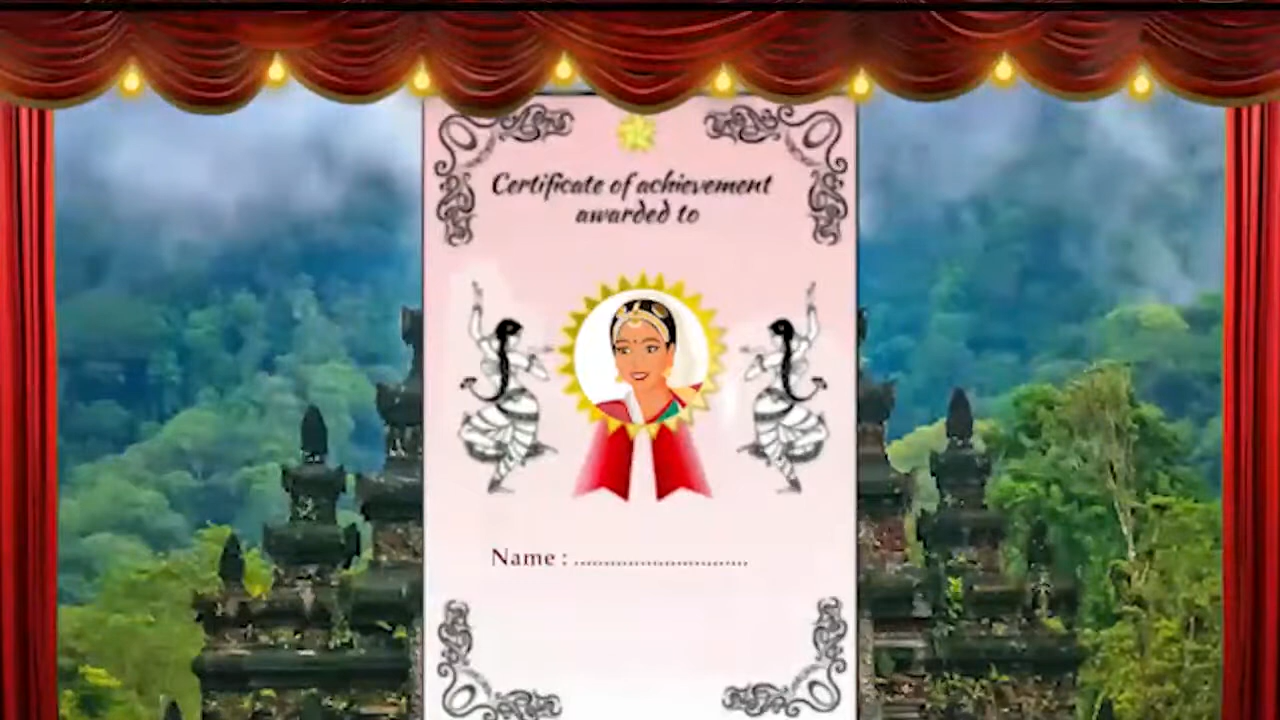 Certificate of achievement
awarded to
Name : ..............................